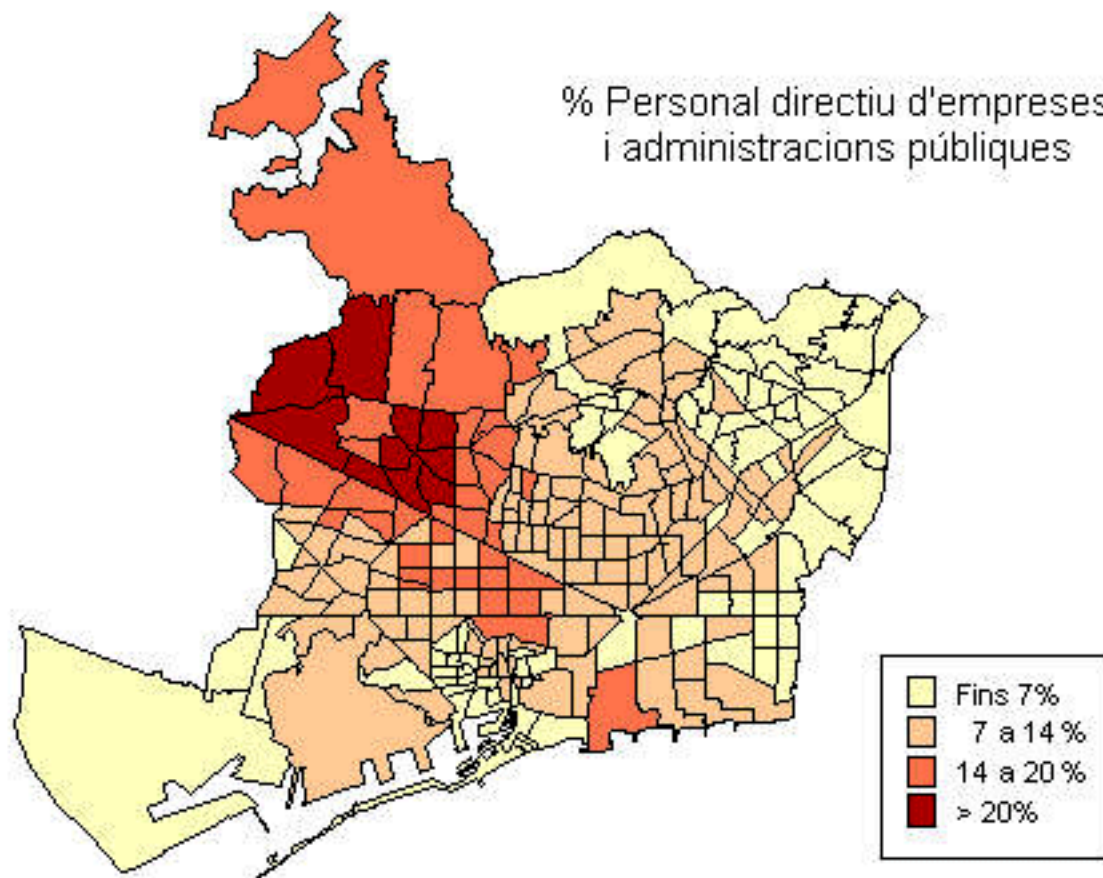 % Personal directiu d'empreses
i administracions públiques
Fins 7%
7 a 14%
14 a 20%
> 20%